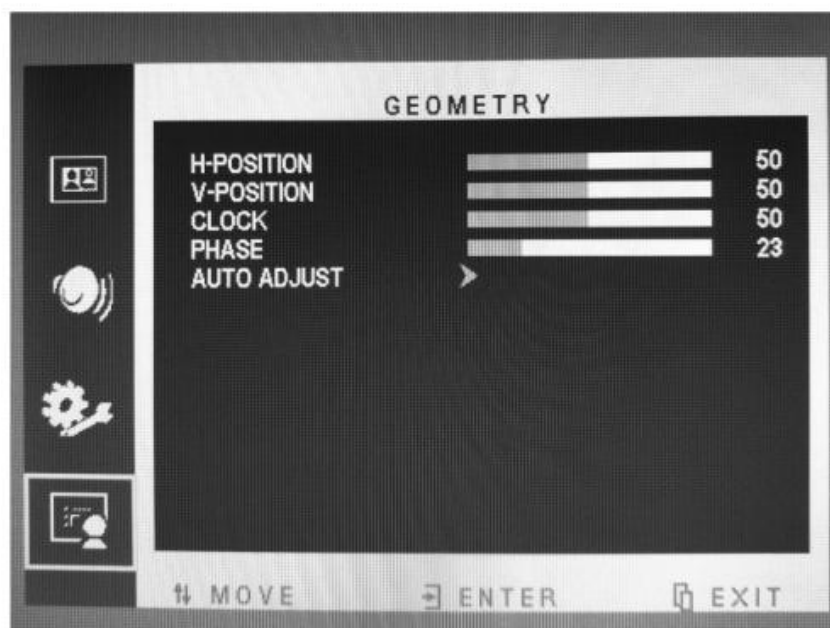 GEOMETRY
H-POSITION 50
V-POSITION 50
CLOCK 50
PHASE 23
AUTO ADJUST
MOVE ENTER EXIT